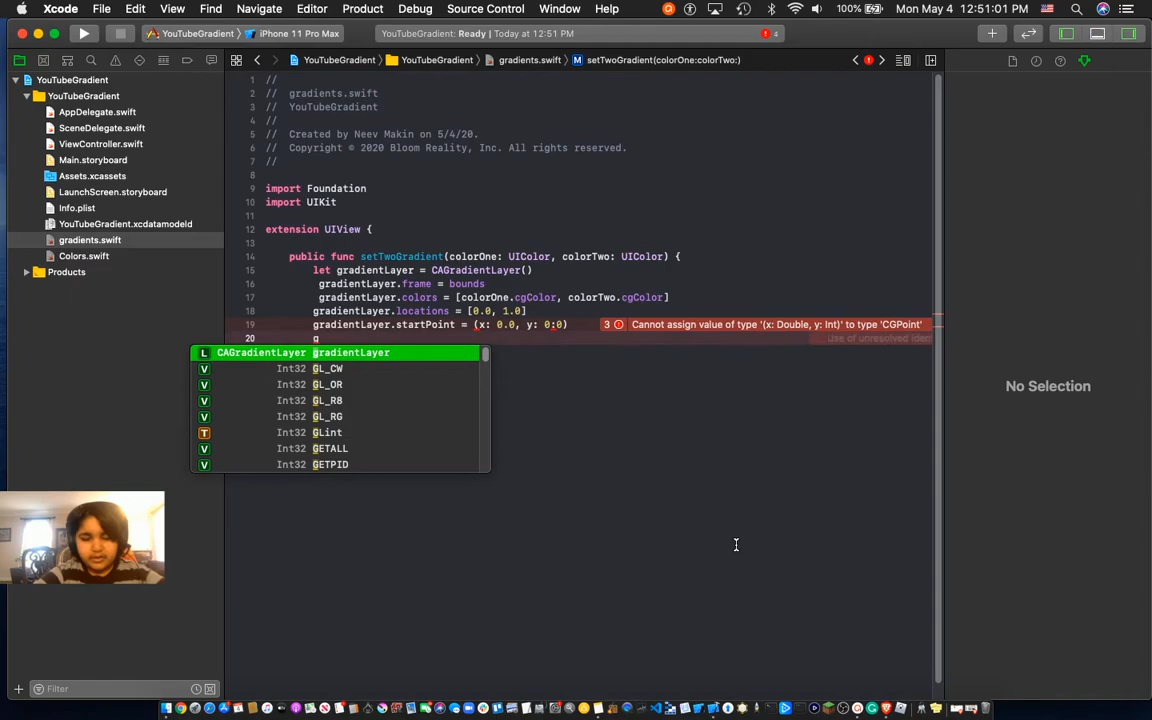 Xcode File Edit View Find Navigate Editor Product Debug Source Control Window Help 100% Mon May 4 12:51:01 PM
YouTubeGradient iPhone 11 Pro Max YouTubeGradient: Ready | Today at 12:51 PM 4
YouTubeGradient YouTubeGradient gradients.swift M setTwoGradient(colorOne:colorTwo:)
YouTubeGradient
YouTubeGradient
AppDelegate.swift
SceneDelegate.swift
ViewController.swift
Main.storyboard
Assets.xcassets
LaunchScreen.storyboard
Info.plist
YouTubeGradient.xcdatamodeld
gradients.swift
Colors.swift
Products
1 //
2 // gradients.swift
3 // YouTubeGradient
4 //
5 // Created by Neev Makin on 5/4/20.
6 // Copyright © 2020 Bloom Reality, Inc. All rights reserved.
7 //
8
9 import Foundation
10 import UIKit
11
12 extension UIView {
13
14 public func setTwoGradient(colorOne: UIColor, colorTwo: UIColor) {
15 let gradientLayer = CAGradientLayer()
16 gradientLayer.frame = bounds
17 gradientLayer.colors = [colorOne.cgColor, colorTwo.cgColor]
18 gradientLayer.locations = [0.0, 1.0]
19 gradientLayer.startPoint = (x: 0.0, y: 0:0) 3 Cannot assign value of type '(x: Double, y: Int)' to type 'CGPoint'
20 g Use of unresolved iden
L CAGradientLayer gradientLayer
V Int32 GL_CW
V Int32 GL_OR
V Int32 GL_R8
V Int32 GL_RG
T Int32 GLint
V Int32 GETALL
V Int32 GETPID
No Selection
Filter